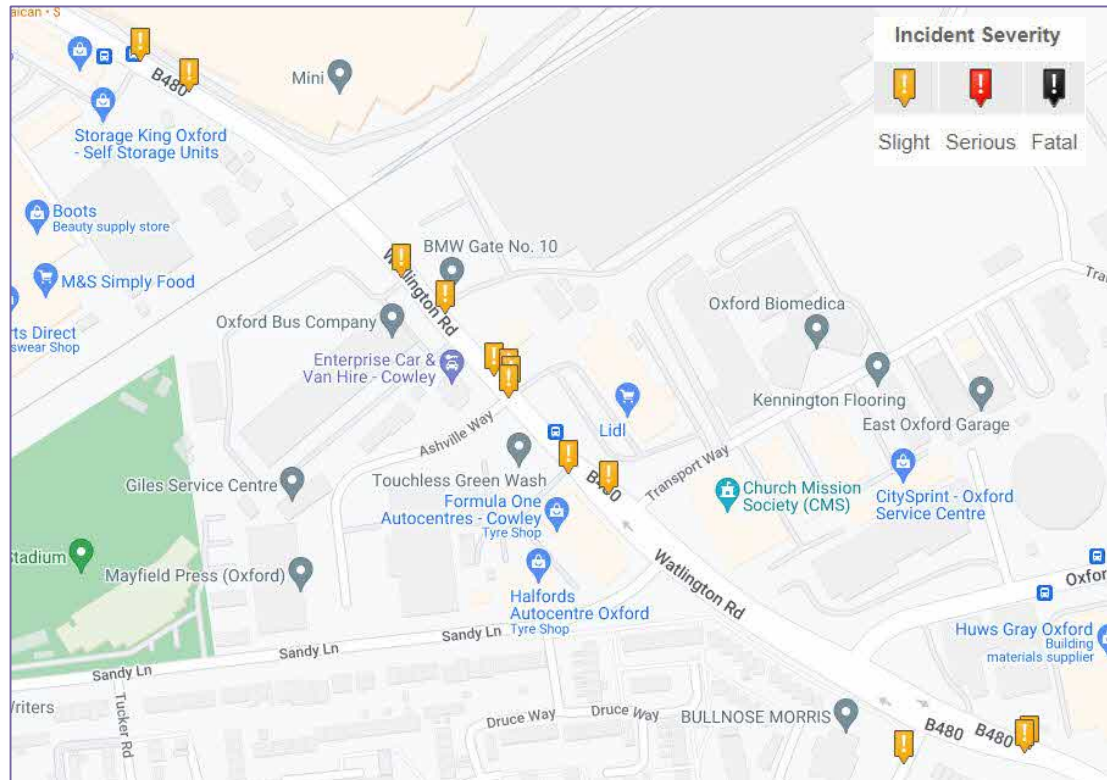 aican • $
B480
Mini
Incident Severity
Slight Serious Fatal
Storage King Oxford
- Self Storage Units
Boots
Beauty supply store
M&S Simply Food
rts Direct
swear Shop
BMW Gate No. 10
Watlington Rd
Oxford Bus Company
Enterprise Car &
Van Hire - Cowley
Oxford Biomedica
Kennington Flooring
East Oxford Garage
Lidl
Ashville Way
Touchless Green Wash
B480
Transport Way
Giles Service Centre
Formula One
Autocentres - Cowley
Tyre Shop
Church Mission
Society (CMS)
CitySprint - Oxford
Service Centre
Stadium
Mayfield Press (Oxford)
Halfords
Autocentre Oxford
Tyre Shop
Watlington Rd
Oxfor
Sandy Ln
Sandy Ln
Huws Gray Oxford
Building
materials supplier
Writers
Tucker Rd
Druce Way
Druce Way
BULLNOSE MORRIS
B480
B480